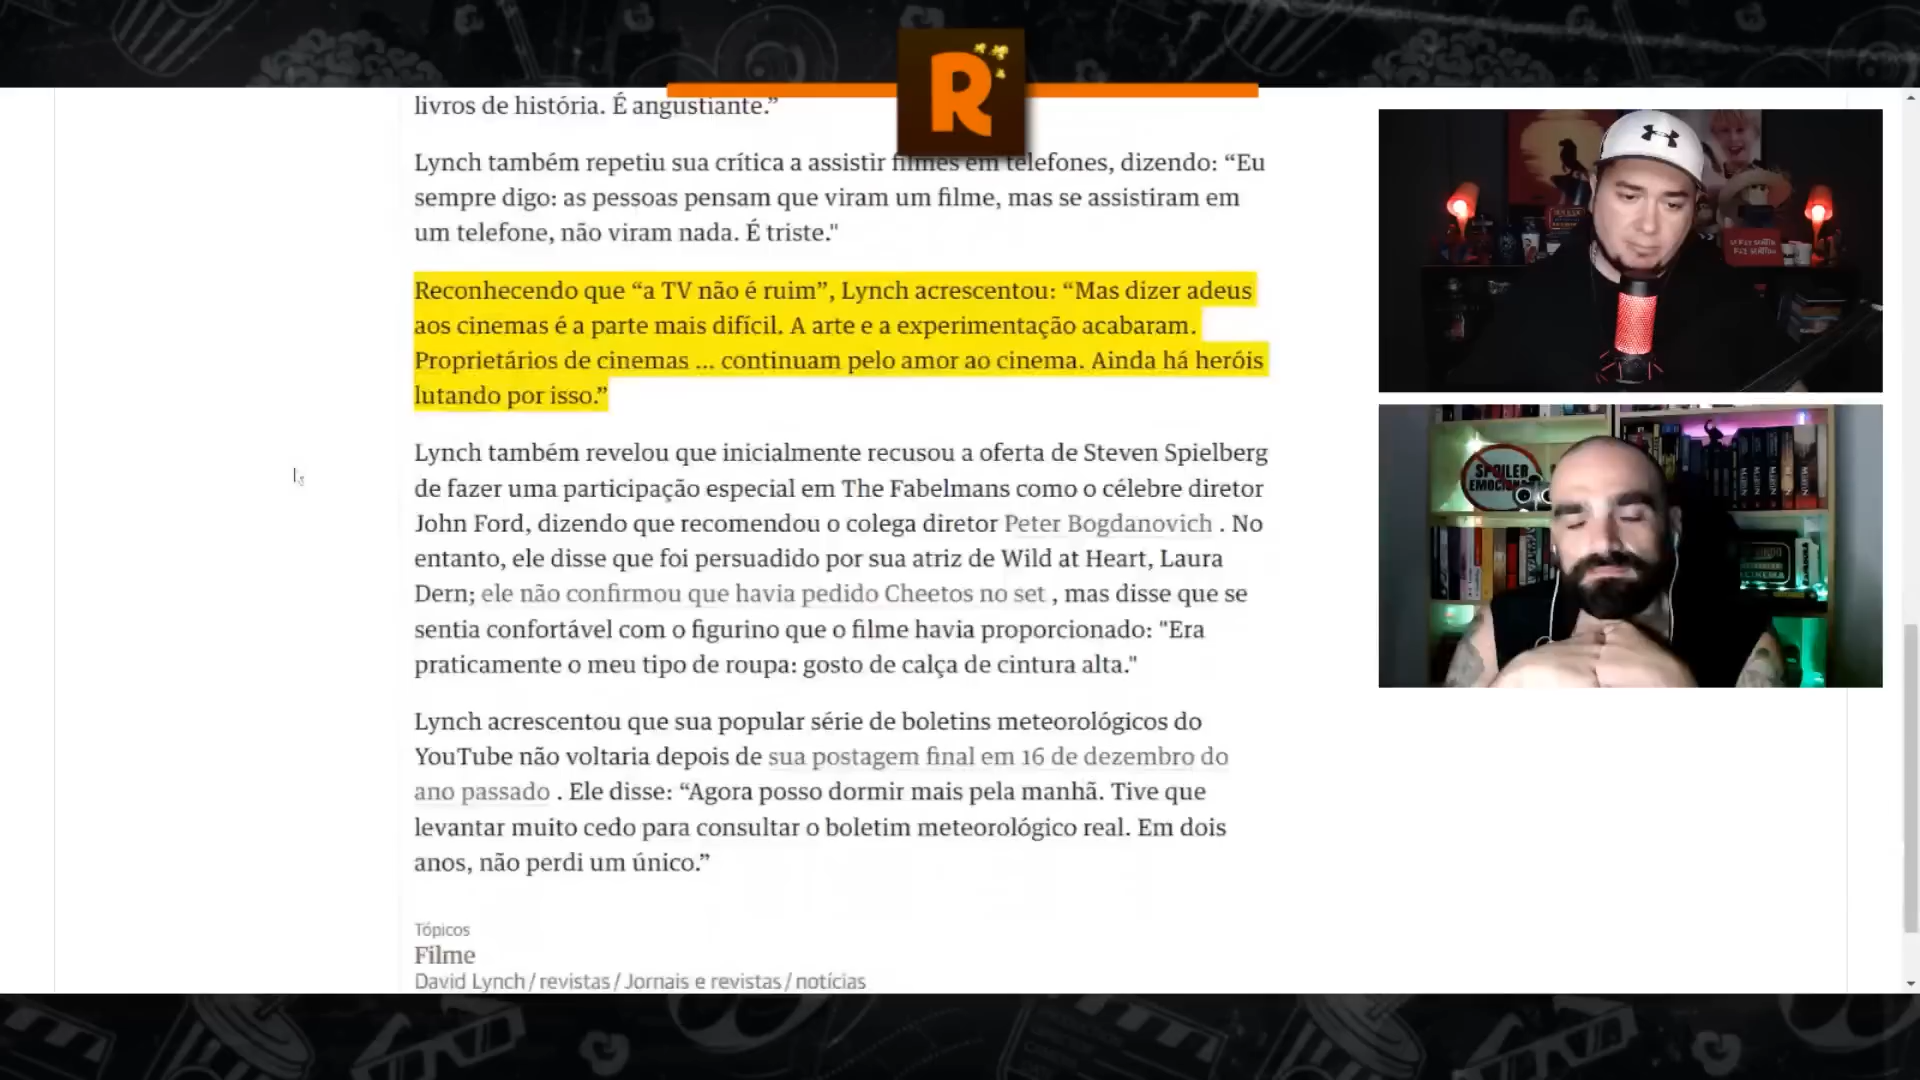 R
livros de história. É angustiante.”
Lynch também repetiu sua crítica a assistir filmes em telefones, dizendo: “Eu
sempre digo: as pessoas pensam que viram um filme, mas se assistiram em
um telefone, não viram nada. É triste."
Reconhecendo que “a TV não é ruim”, Lynch acrescentou: “Mas dizer adeus
aos cinemas é a parte mais difícil. A arte e a experimentação acabaram.
Proprietários de cinemas ... continuam pelo amor ao cinema. Ainda há heróis
lutando por isso.”
Lynch também revelou que inicialmente recusou a oferta de Steven Spielberg
de fazer uma participação especial em The Fabelmans como o célebre diretor
John Ford, dizendo que recomendou o colega diretor Peter Bogdanovich . No
entanto, ele disse que foi persuadido por sua atriz de Wild at Heart, Laura
Dern; ele não confirmou que havia pedido Cheetos no set , mas disse que se
sentia confortável com o figurino que o filme havia proporcionado: "Era
praticamente o meu tipo de roupa: gosto de calça de cintura alta."
Lynch acrescentou que sua popular série de boletins meteorológicos do
YouTube não voltaria depois de sua postagem final em 16 de dezembro do
ano passado . Ele disse: “Agora posso dormir mais pela manhã. Tive que
levantar muito cedo para consultar o boletim meteorológico real. Em dois
anos, não perdi um único.”
Tópicos
Filme
David Lynch / revistas / Jornais e revistas / notícias
SPOILER
MARTIN
MARTIN
MARTIN